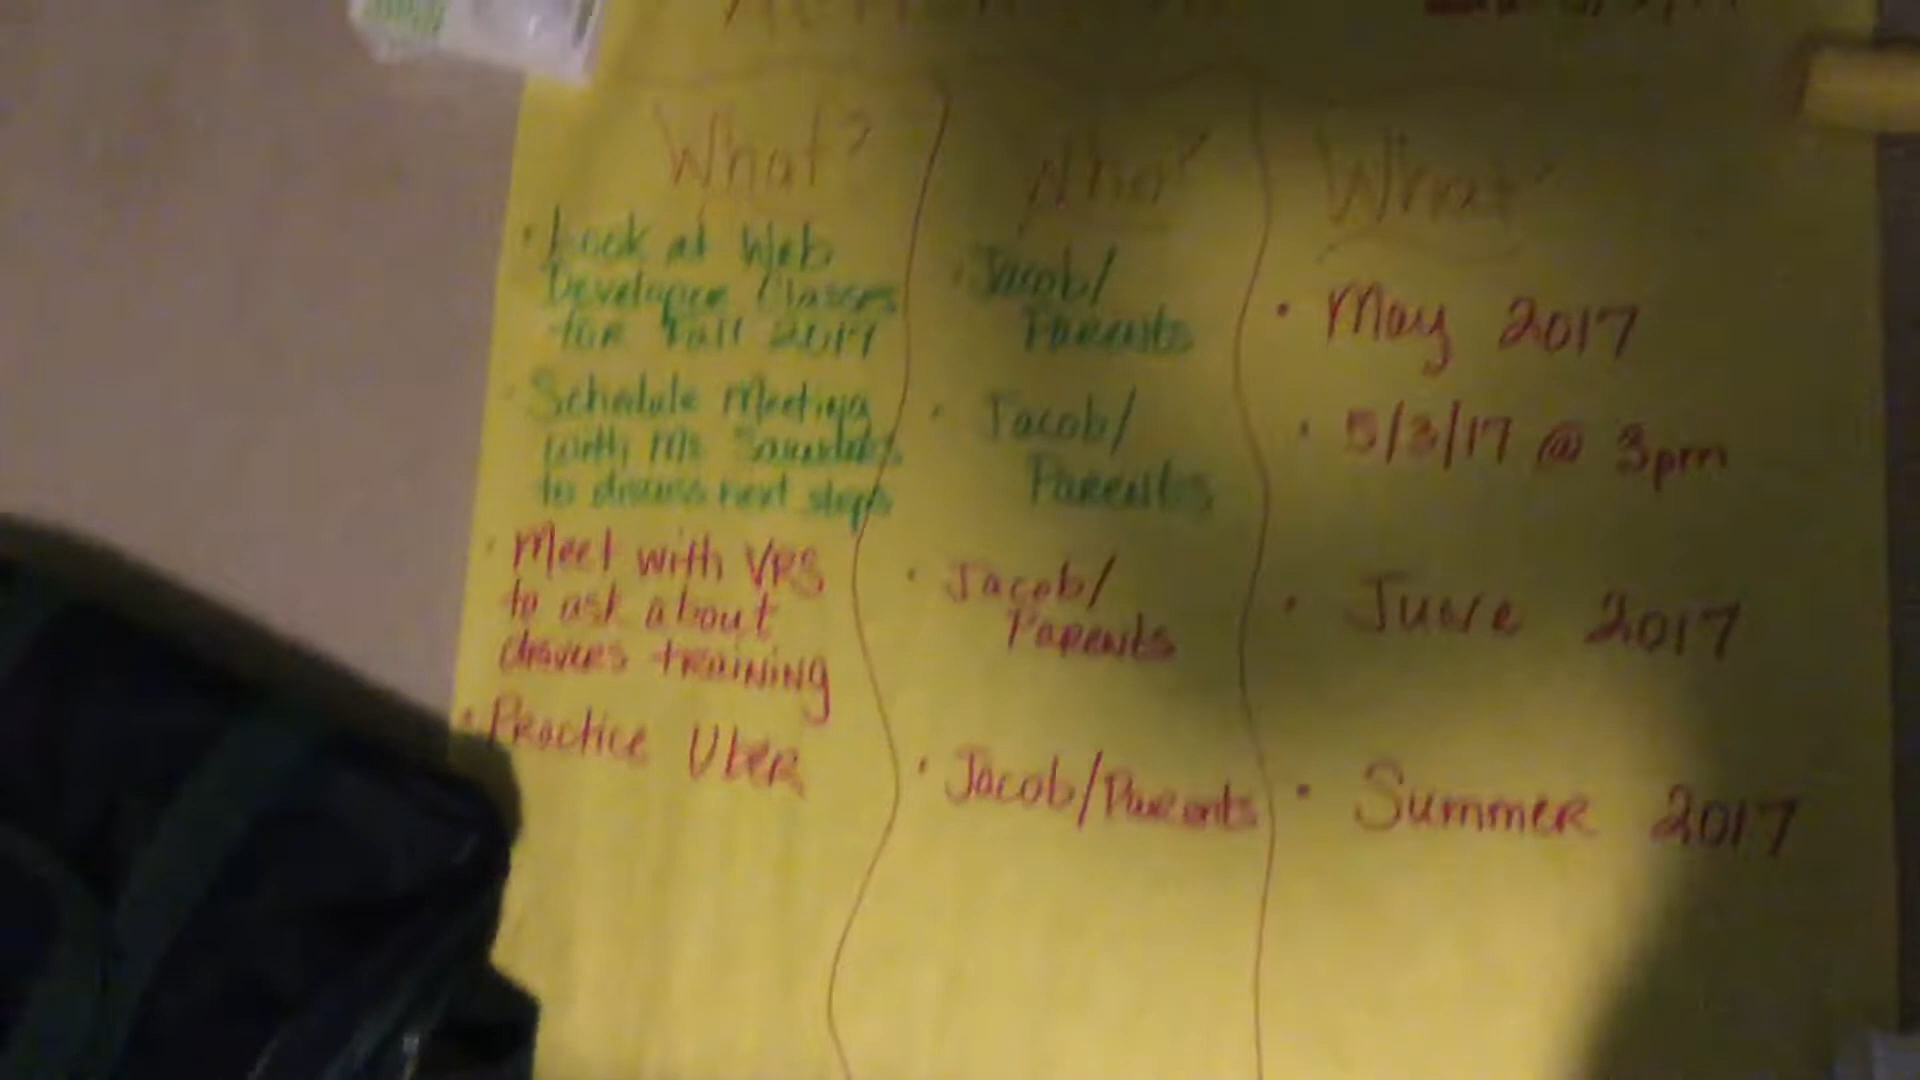 What?
Who?
· Look at Web
Developer Classes
for Fall 2017
· Jacob/
Parents
· May 2017
· Schedule Meeting
with Ms Saunders
to discuss next steps
· Jacob/
Parents
· 5/3/17 @ 3pm
· Meet with VRS
to ask about
drivers training
· Jacob/
Parents
· June 2017
· Practice Uber
· Jacob/Parents
· Summer 2017